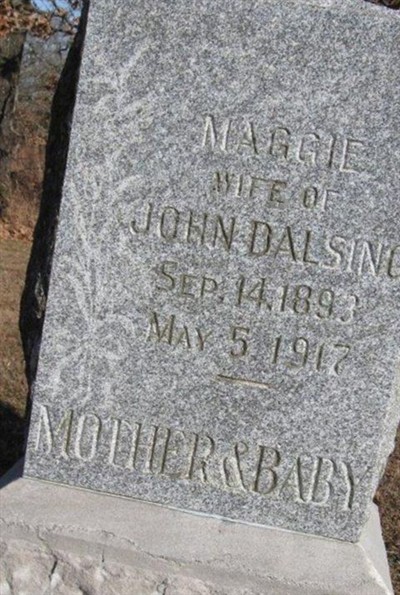 MAGGIE
WIFE OF
JOHN DALSING
SEP. 14, 1893
MAY 5 1917
MOTHER & BABY